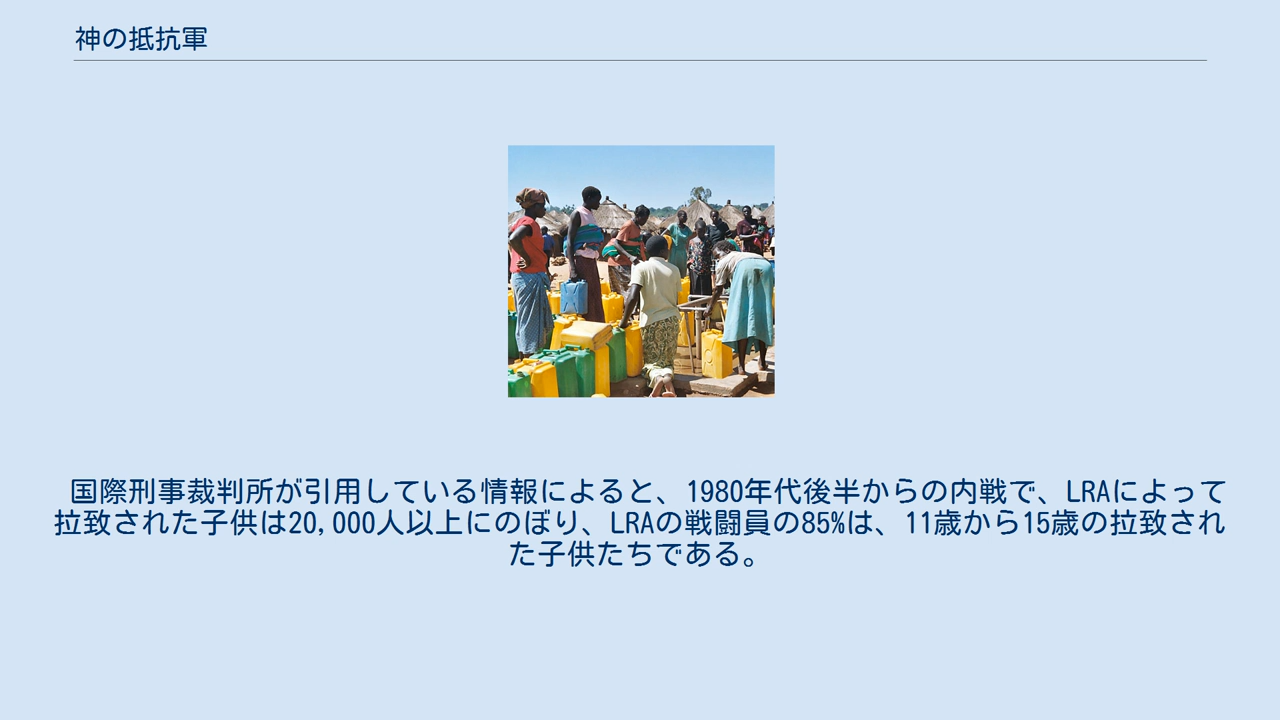 神の抵抗軍
国際刑事裁判所が引用している情報によると、1980年代後半からの内戦で、LRAによって
拉致された子供は20,000人以上にのぼり、LRAの戦闘員の85%は、11歳から15歳の拉致され
た子供たちである。